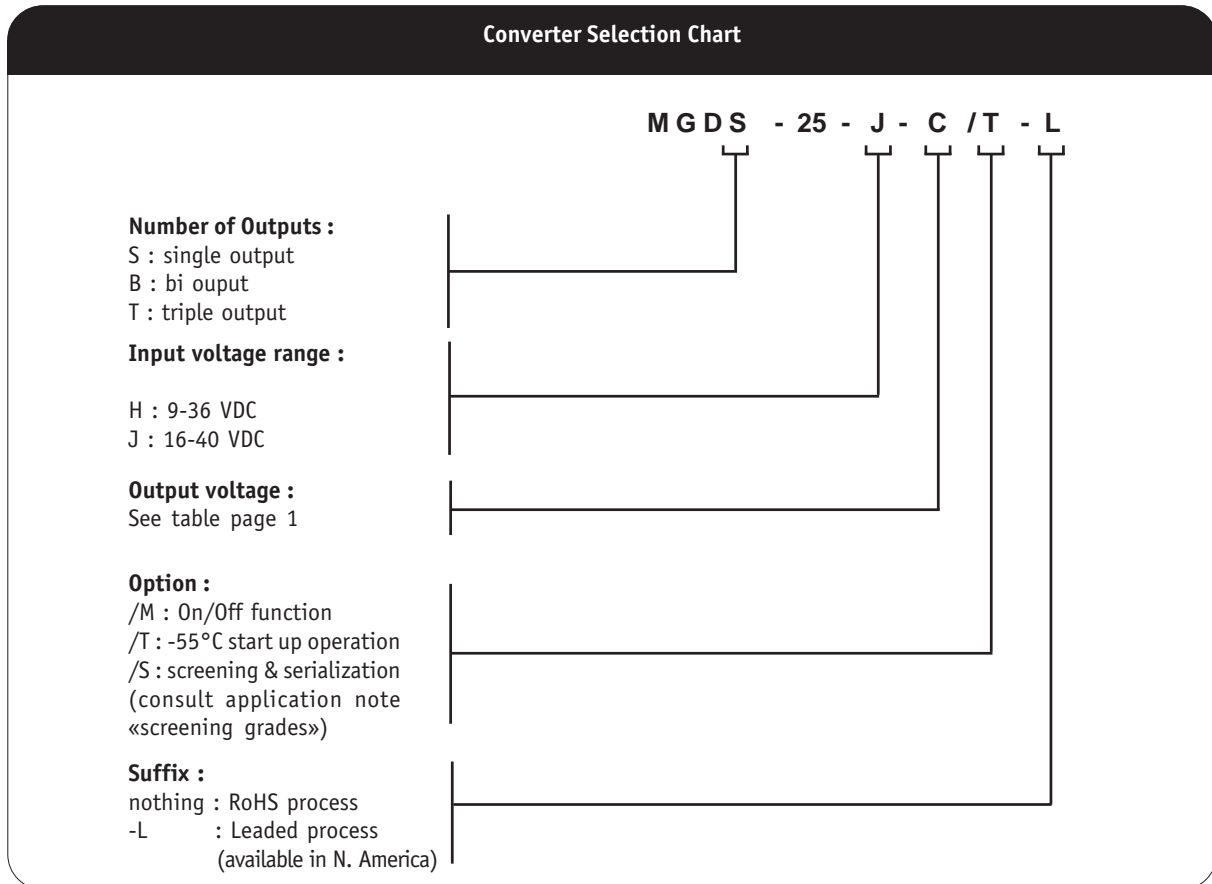 Converter Selection Chart
MGDS - 25 - J - C /T - L
Number of Outputs :
S : single output
B : bi ouput
T : triple output
Input voltage range :
H : 9-36 VDC
J : 16-40 VDC
Output voltage :
See table page 1
Option :
/M : On/Off function
/T : -55°C start up operation
/S : screening & serialization
(consult application note
«screening grades»)
Suffix :
nothing : RoHS process
-L : Leaded process
(available in N. America)